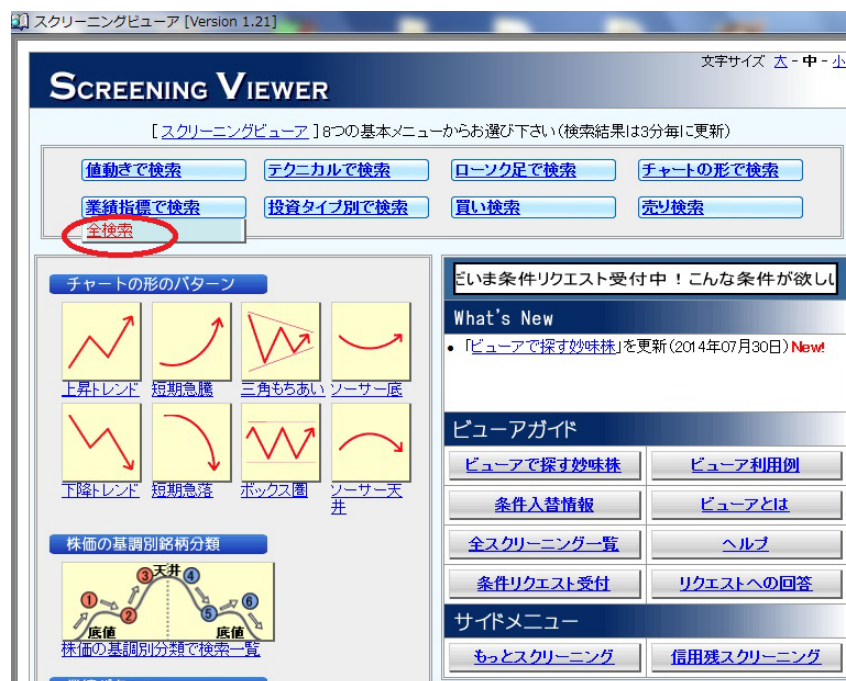 スクリーニングビューア [Version 1.21]
文字サイズ 大 - 中 - 小
SCREENING VIEWER
[ スクリーニングビューア ] 8つの基本メニューからお選び下さい(検索結果は3分毎に更新)
値動きで検索 テクニカルで検索 ローソク足で検索 チャートの形で検索
業績指標で検索 投資タイプ別で検索 買い検索 売り検索
全検索
チャートの形のパターン
上昇トレンド 短期急騰 三角もちあい ソーサー底
下降トレンド 短期急落 ボックス圏 ソーサー天井
株価の基調別銘柄分類
① ② ③ 天井 ④ ⑤ ⑥
底値 底値
株価の基調別分類で検索一覧
いま条件リクエスト受付中!こんな条件が欲し
What's New
• 「ビューアで探す妙味株」を更新(2014年07月30日) New!
ビューアガイド
ビューアで探す妙味株 ビューア利用例
条件入替情報 ビューアとは
全スクリーニング一覧 ヘルプ
条件リクエスト受付 リクエストへの回答
サイドメニュー
もっとスクリーニング 信用残スクリーニング